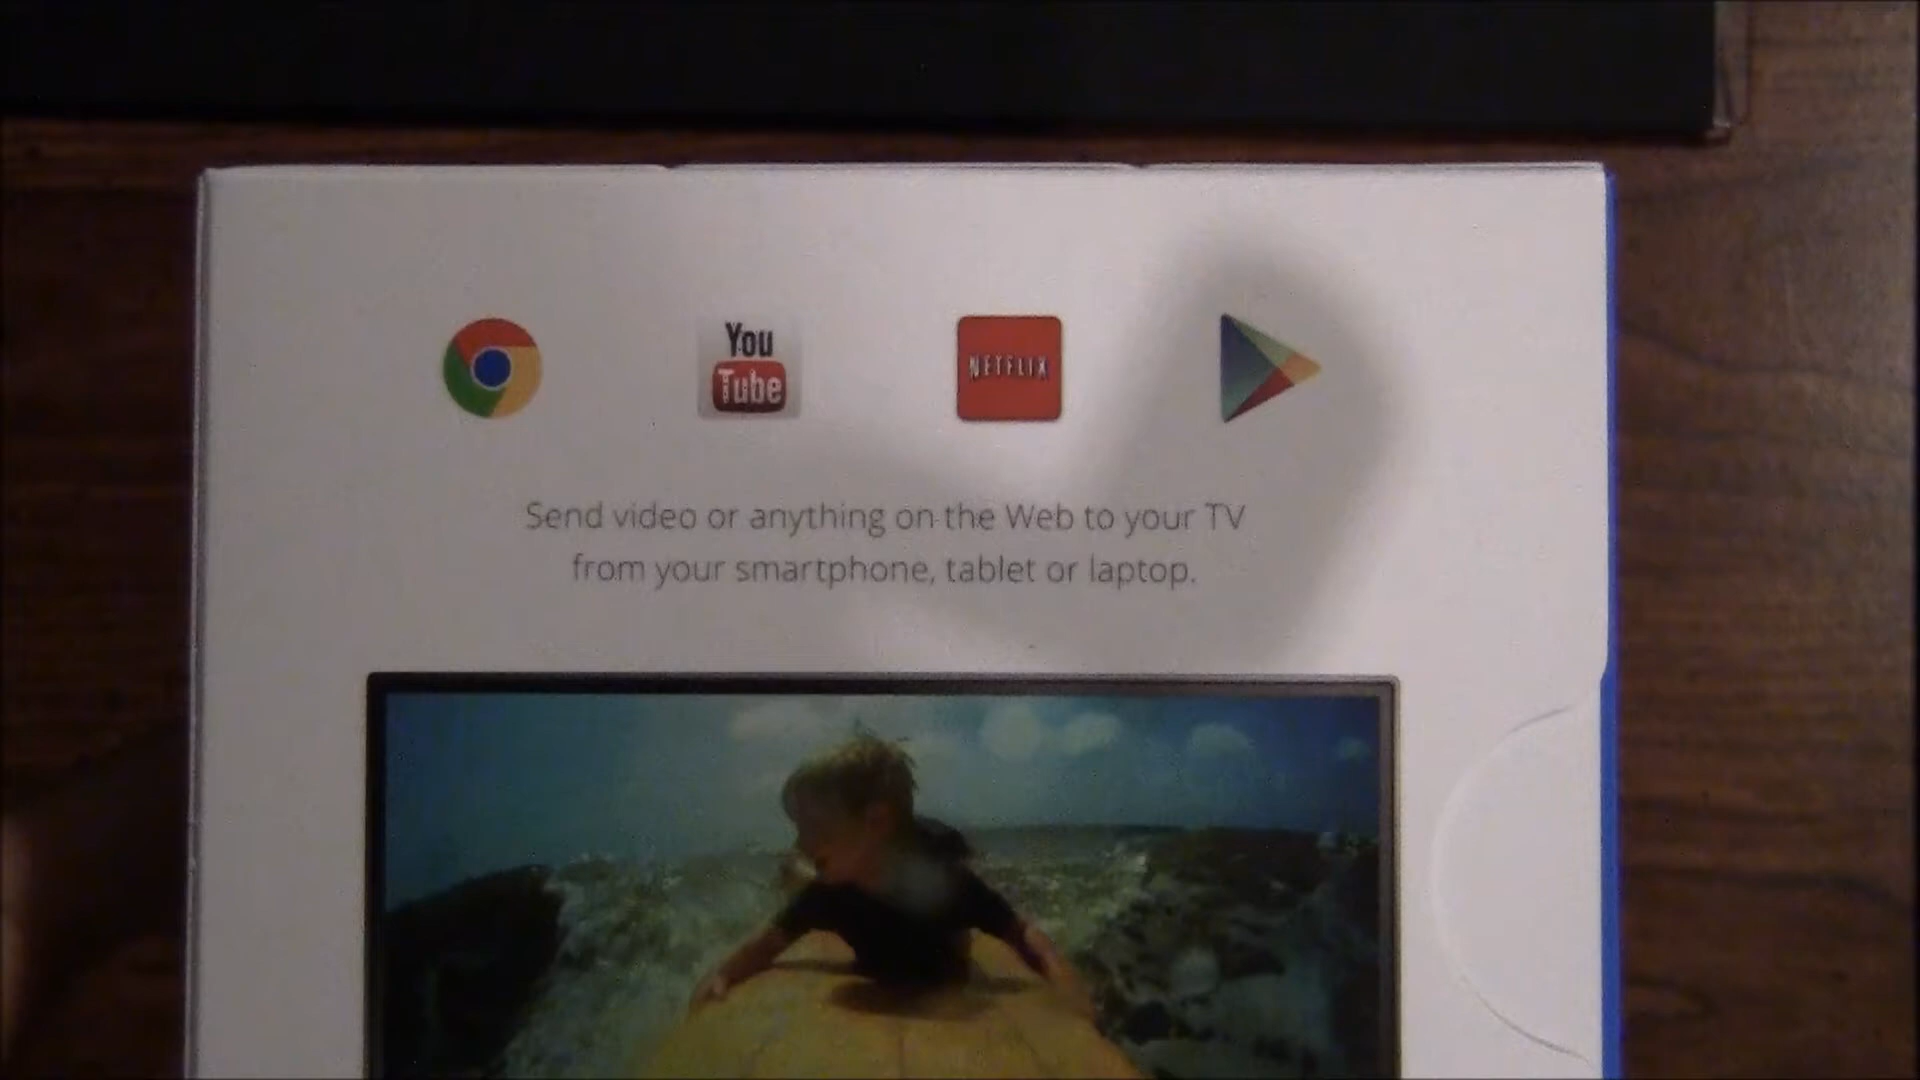 You
Tube
NETFLIX
Send video or anything on the Web to your TV
from your smartphone, tablet or laptop.